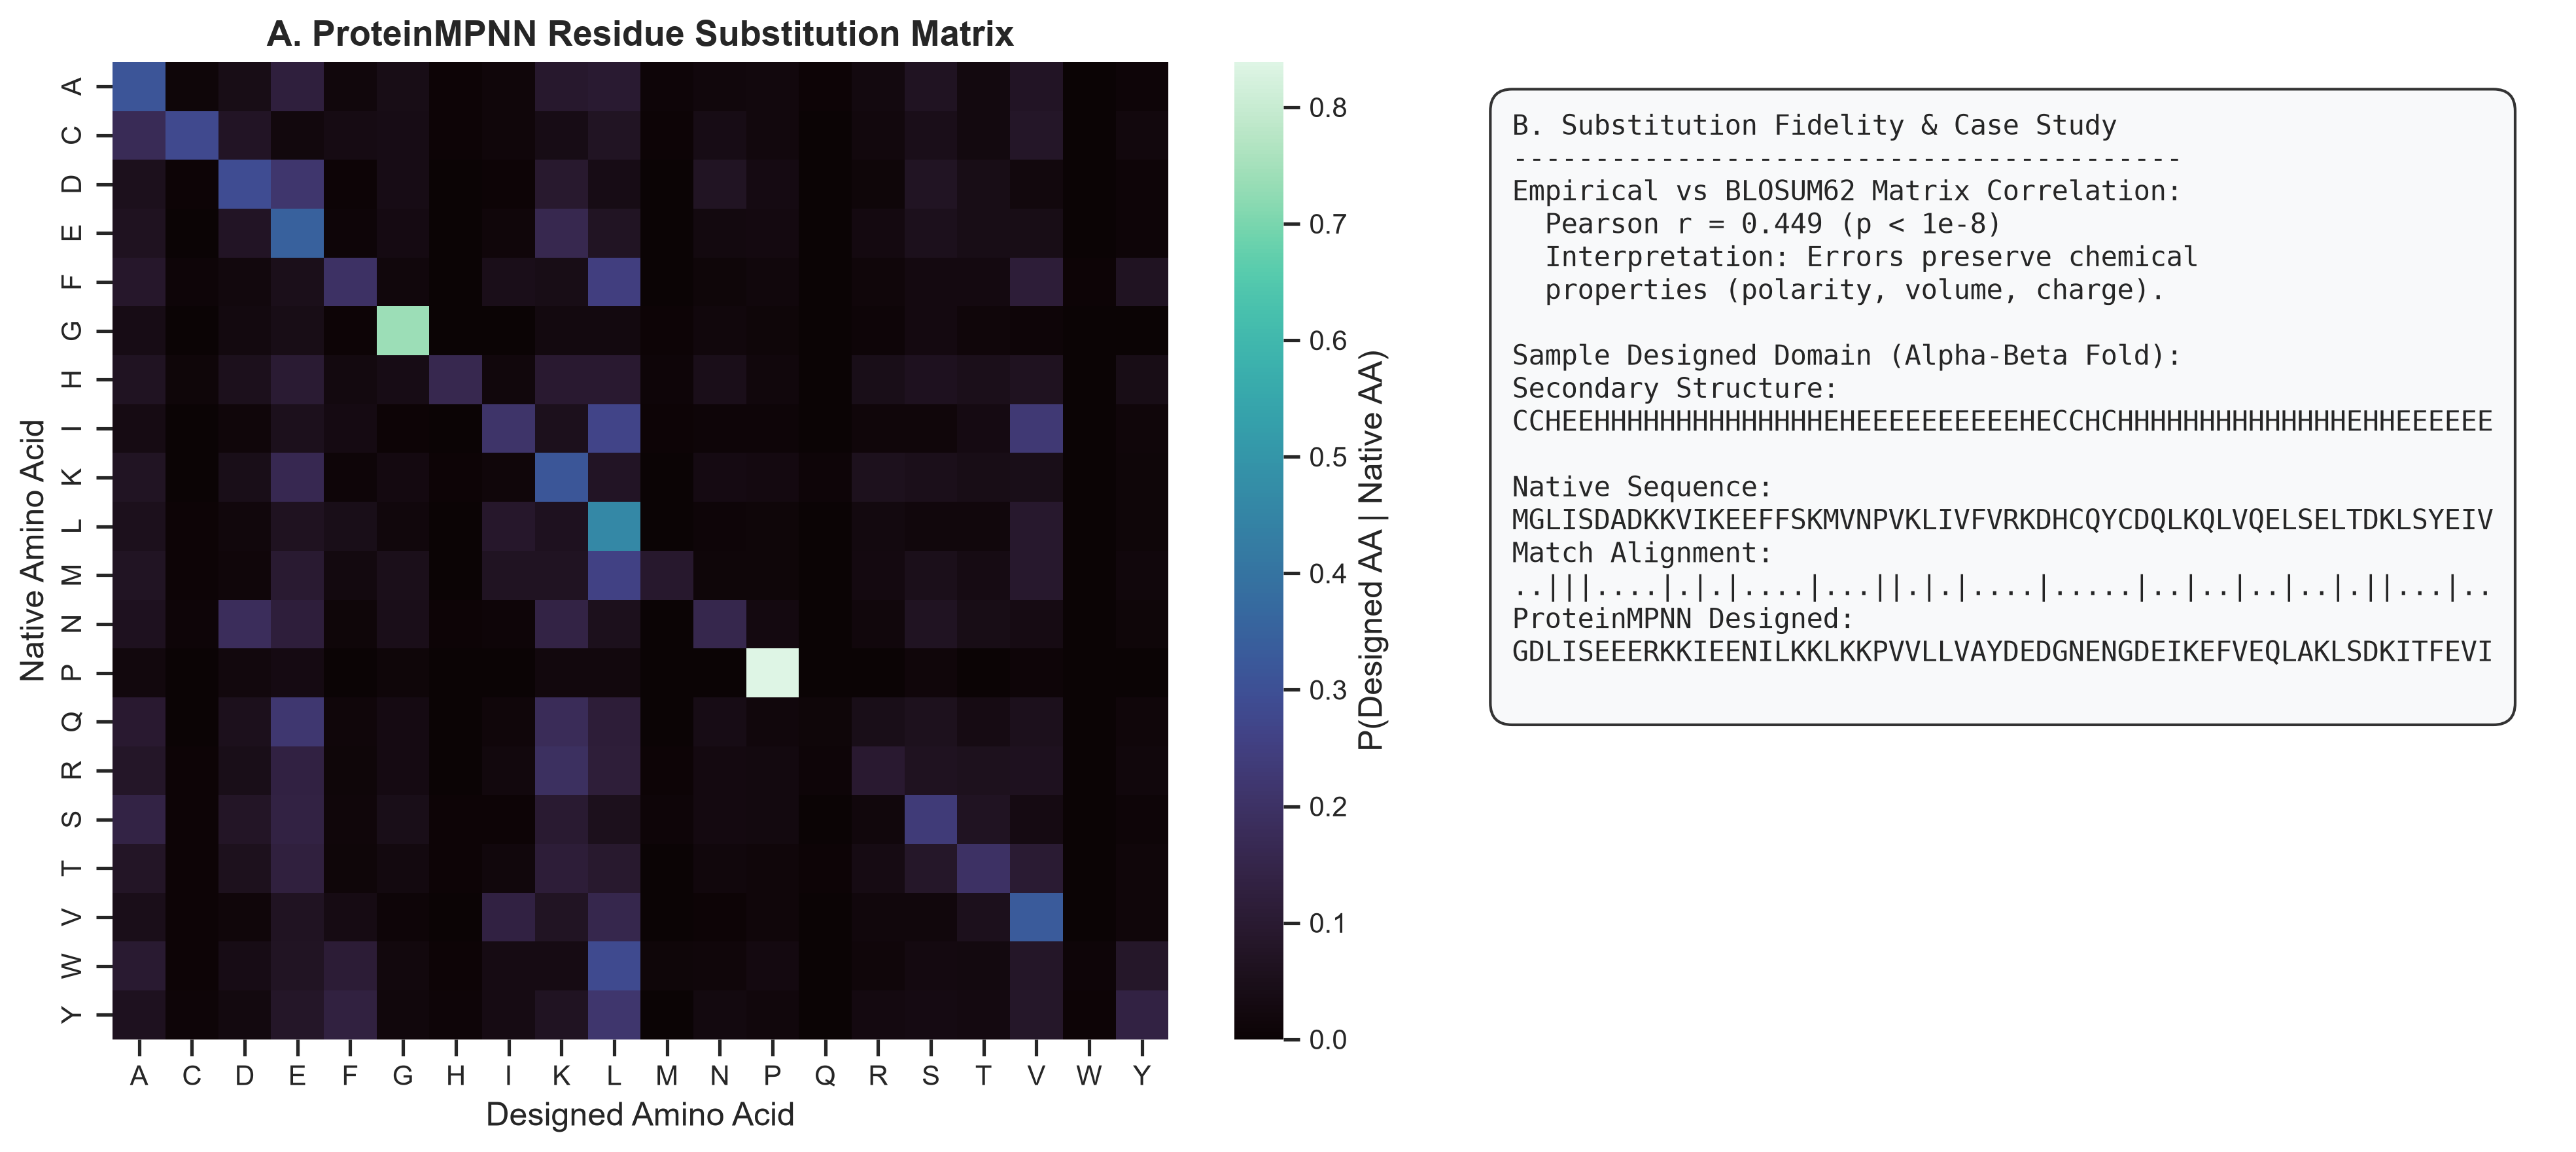 A. ProteinMPNN Residue Substitution Matrix
A
C
D
E
F
G
H
I
K
L
M
N
P
Q
R
S
T
V
W
Y
Native Amino Acid
A C D E F G H I K L M N P Q R S T V W Y
Designed Amino Acid
0.8
0.7
0.6
0.5
0.4
0.3
0.2
0.1
0.0
P(Designed AA | Native AA)
B. Substitution Fidelity & Case Study
-----------------------------------------
Empirical vs BLOSUM62 Matrix Correlation:
Pearson r = 0.449 (p < 1e-8)
Interpretation: Errors preserve chemical
properties (polarity, volume, charge).
Sample Designed Domain (Alpha-Beta Fold):
Secondary Structure:
CCHEEHHHHHHHHHHHHHHEHEEEEEEEEEEEHECCHCHHHHHHHHHHHHHHEHHEEEEEE
Native Sequence:
MGLISDADKKVIKEEFFSKMVNPVKLIVFVRKDHCQYCDQLKQLVQELSELTDKLSYEIV
Match Alignment:
..|||....|.|.|....|...||.|.|....|.....|..|..|..|..|.||...|..
ProteinMPNN Designed:
GDLISEEERKKIEENILKKLKKPVVLLVAYDEDGNENGDEIKEFVEQLAKLSDKITFEVI